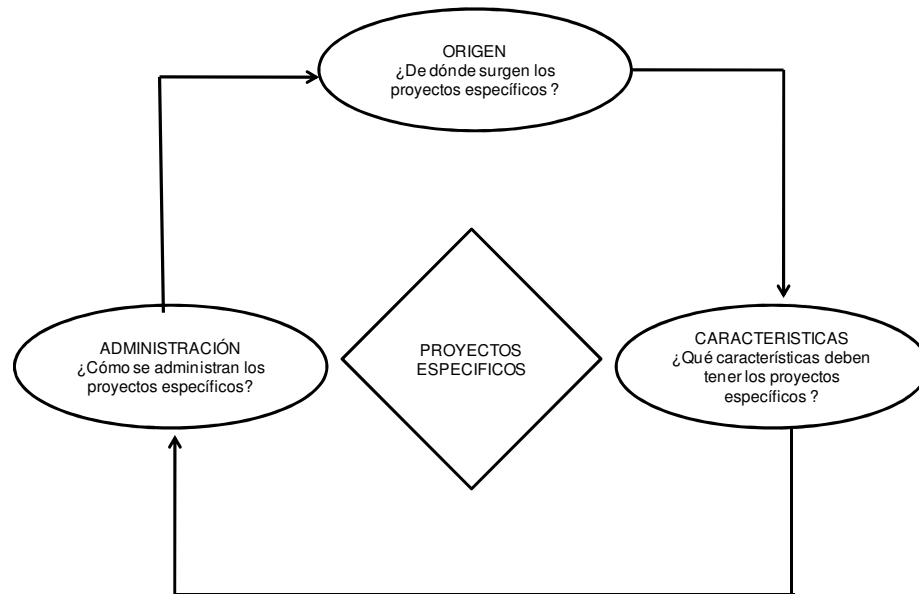 ORIGEN
¿De dónde surgen los
proyectos específicos ?
ADMINISTRACIÓN
¿Cómo se administran los
proyectos específicos?
PROYECTOS
ESPECIFICOS
CARACTERISTICAS
¿Qué características deben
tener los proyectos
específicos ?